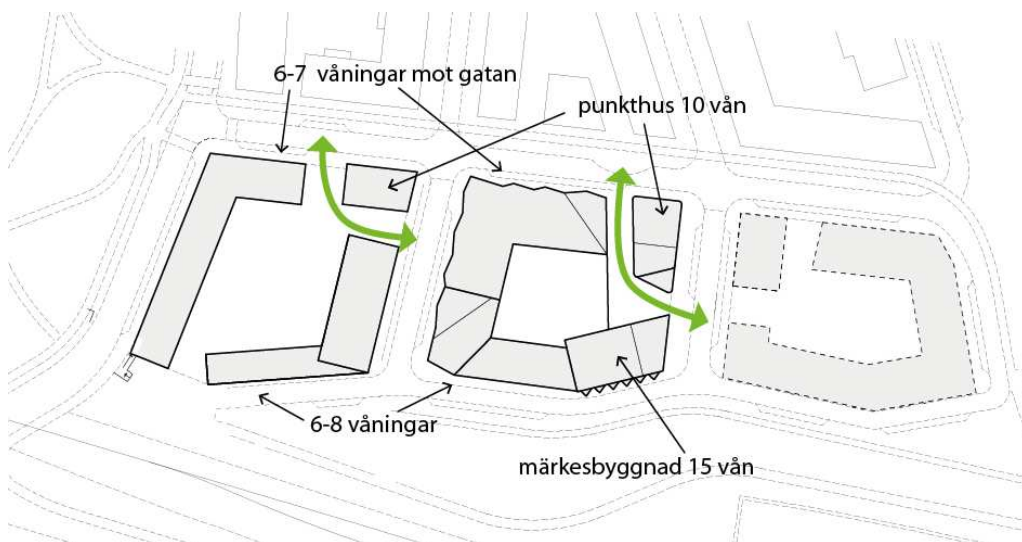 6-7 våningar mot gatan
punkthus 10 vån
6-8 våningar
märkesbyggnad 15 vån